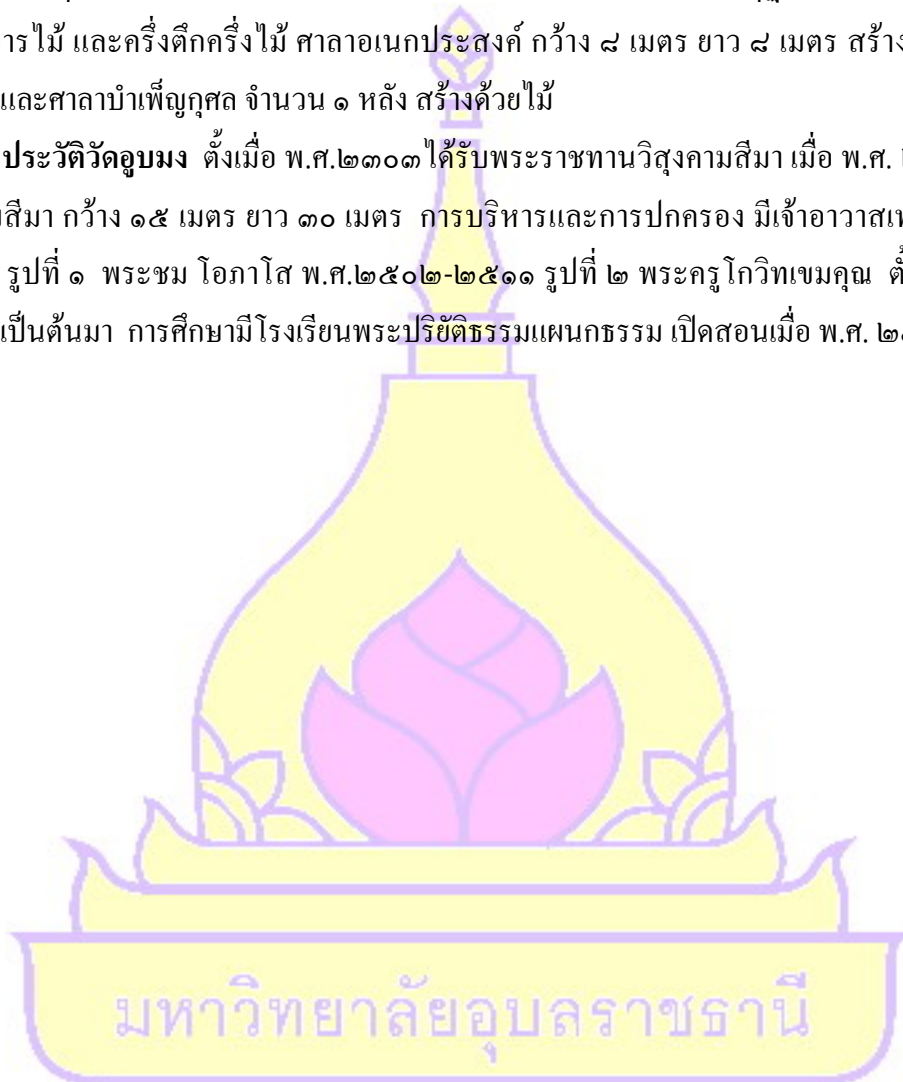 ารไม้ และครึ่งตึกครึ่งไม้ ศาลาอเนกประสงค์ กว้าง ๘ เมตร ยาว ๘ เมตร สร้าง
และศาลาบำเพ็ญกุศล จำนวน ๑ หลัง สร้างด้วยไม้
ประวัติวัดอูบมุง ตั้งเมื่อ พ.ศ.๒๓๐๓ ได้รับพระราชทานวิสุงคามสีมา เมื่อ พ.ศ.
สีมา กว้าง ๑๕ เมตร ยาว ๓๐ เมตร การบริหารและการปกครอง มีเจ้าอาวาสเท
รูปที่ ๑ พระชม โอภาโส พ.ศ.๒๕๐๒-๒๕๑๑ รูปที่ ๒ พระครูโกวิทเขมคุณ ตั้
เป็นต้นมา การศึกษามีโรงเรียนพระปริยัติธรรมแผนกธรรม เปิดสอนเมื่อ พ.ศ. ๒
มหาวิทยาลัยอุบลราชธานี